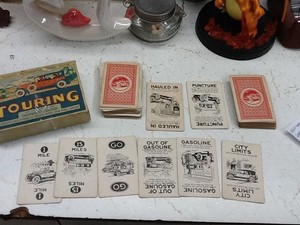 TOURING
HAULED IN
HAULED IN
PUNCTURE
PUNCTURE
1
MILE
1
MILE
15
MILES
15
MILES
GO
GO
OUT OF
GASOLINE
OUT OF
GASOLINE
GASOLINE
GASOLINE
CITY
LIMITS
CITY
LIMITS